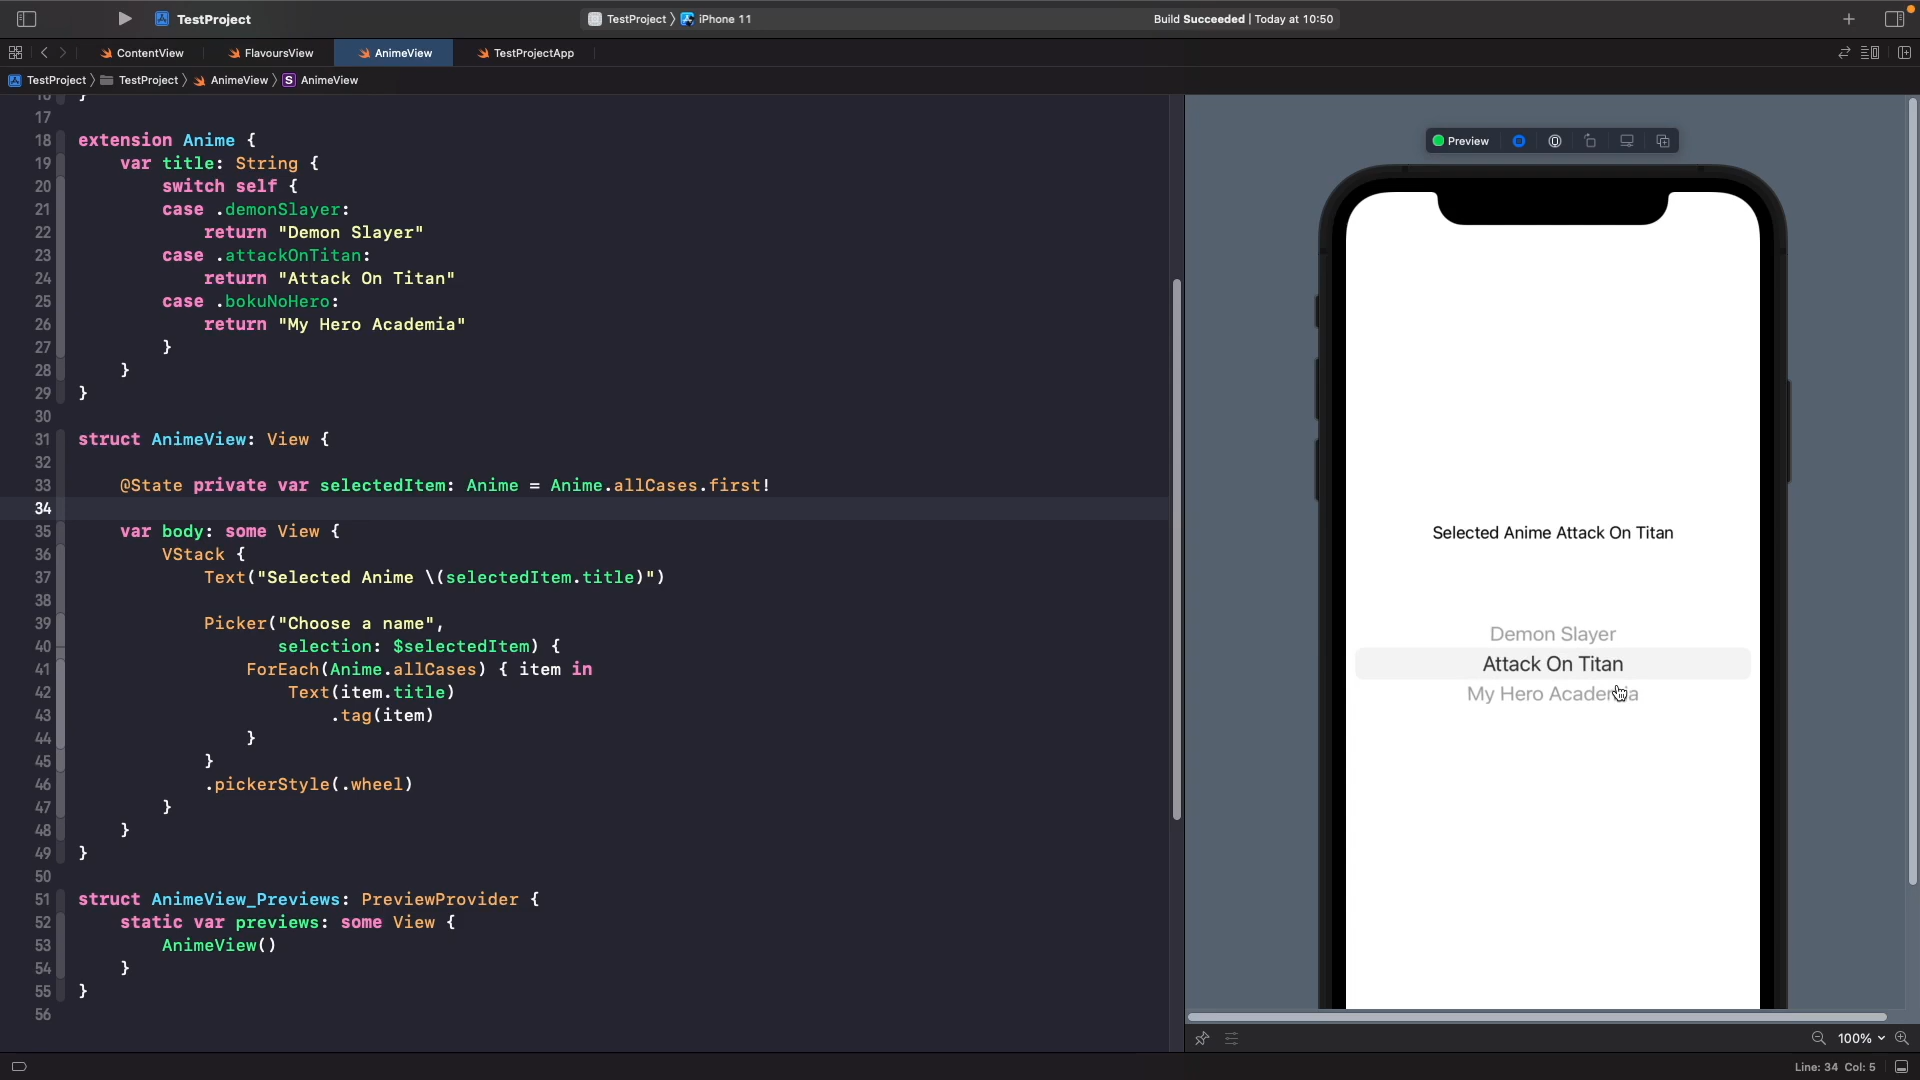 TestProject
TestProject 〉 iPhone 11
Build Succeeded | Today at 10:50
ContentView
FlavoursView
AnimeView
TestProjectApp
TestProject 〉 TestProject 〉 AnimeView 〉 S AnimeView
16 }
17
18 extension Anime {
19     var title: String {
20         switch self {
21         case .demonSlayer:
22             return "Demon Slayer"
23         case .attackOnTitan:
24             return "Attack On Titan"
25         case .bokuNoHero:
26             return "My Hero Academia"
27         }
28     }
29 }
30
31 struct AnimeView: View {
32
33     @State private var selectedItem: Anime = Anime.allCases.first!
34
35     var body: some View {
36         VStack {
37             Text("Selected Anime \(selectedItem.title)")
38
39             Picker("Choose a name",
40                    selection: $selectedItem) {
41                 ForEach(Anime.allCases) { item in
42                     Text(item.title)
43                         .tag(item)
44                 }
45             }
46             .pickerStyle(.wheel)
47         }
48     }
49 }
50
51 struct AnimeView_Previews: PreviewProvider {
52     static var previews: some View {
53         AnimeView()
54     }
55 }
56
Preview
Selected Anime Attack On Titan
Demon Slayer
Attack On Titan
My Hero Academia
100%
Line: 34 Col: 5